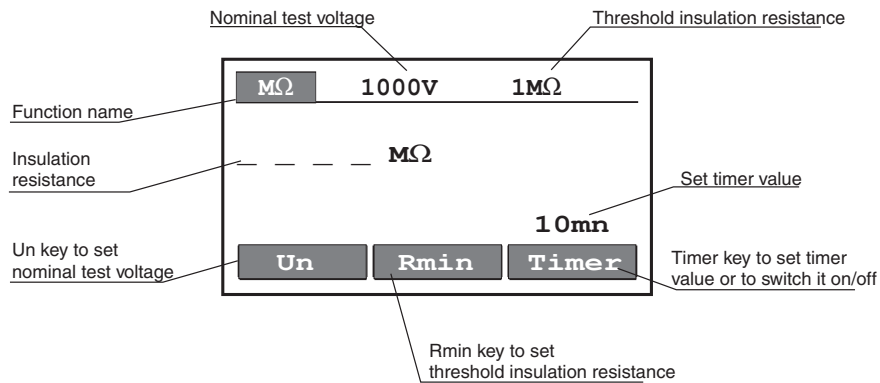 Nominal test voltage
Threshold insulation resistance
MΩ 1000V 1MΩ
Function name
Insulation
resistance
_ _ _ _ MΩ
Set timer value
10mn
Un key to set
nominal test voltage
Un Rmin Timer
Timer key to set timer
value or to switch it on/off
Rmin key to set
threshold insulation resistance